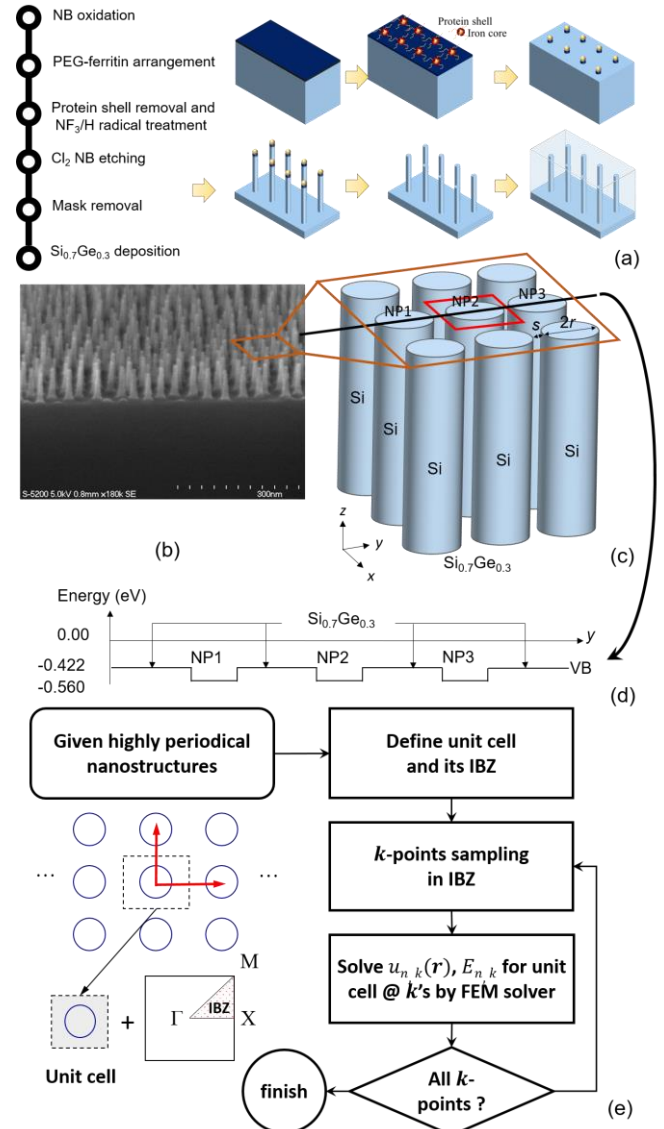 NB oxidation
PEG-ferritin arrangement
Protein shell removal and
NF₃/H radical treatment
Cl₂ NB etching
Mask removal
Si₀.₇Ge₀.₃ deposition
Protein shell
Iron core
(a)
S-5200 5.0kV 0.8mm x180k SE
300nm
(b)
NP1
NP2
NP3
s
2r
Si
Si
Si
Si
Si
z
y
x
Si₀.₇Ge₀.₃
(c)
Energy (eV)
Si₀.₇Ge₀.₃
0.00
y
-0.422
NP1
NP2
NP3
VB
-0.560
(d)
Given highly periodical
nanostructures
Define unit cell
and its IBZ
k-points sampling
in IBZ
Solve uₙ ₖ(r), Eₙ ₖ for unit
cell @ k's by FEM solver
All k-
points ?
finish
...
...
M
Γ
IBZ
X
+
Unit cell
(e)